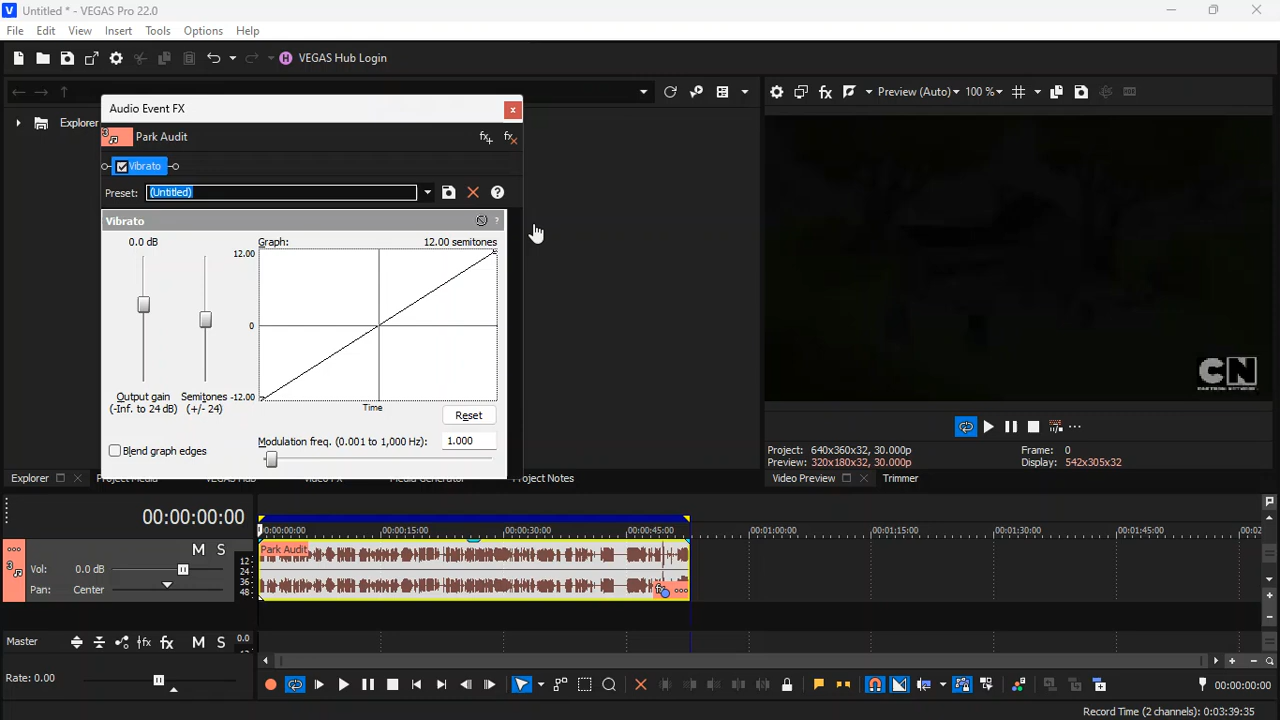 Untitled * - VEGAS Pro 22.0
File Edit View Insert Tools Options Help
VEGAS Hub Login
Explorer
Preview (Auto) 100 %
Audio Event FX
3 Park Audit
Vibrato
Preset: (Untitled)
Vibrato
0.0 dB Graph: 12.00 semitones
12.00
0
-12.00
Output gain (-Inf. to 24 dB)
Semitones (+/- 24)
Time
Reset
Blend graph edges
Modulation freq. (0.001 to 1,000 Hz): 1.000
CN
CARTOON NETWORK
Project: 640x360x32, 30.000p Frame: 0
Preview: 320x180x32, 30.000p Display: 542x305x32
Explorer Project Media VEGAS Hub Video FX Media Generator Project Notes Video Preview Trimmer
00:00:00:00
00:00:00:00 00:00:15:00 00:00:30:00 00:00:45:00 00:01:00:00 00:01:15:00 00:01:30:00 00:01:45:00 00:02
3 M S
Vol: 0.0 dB
Pan: Center
12
24
36
48
Park Audit
Master M S 0.0
Rate: 0.00
00:00:00:00
Record Time (2 channels): 0:03:39:35